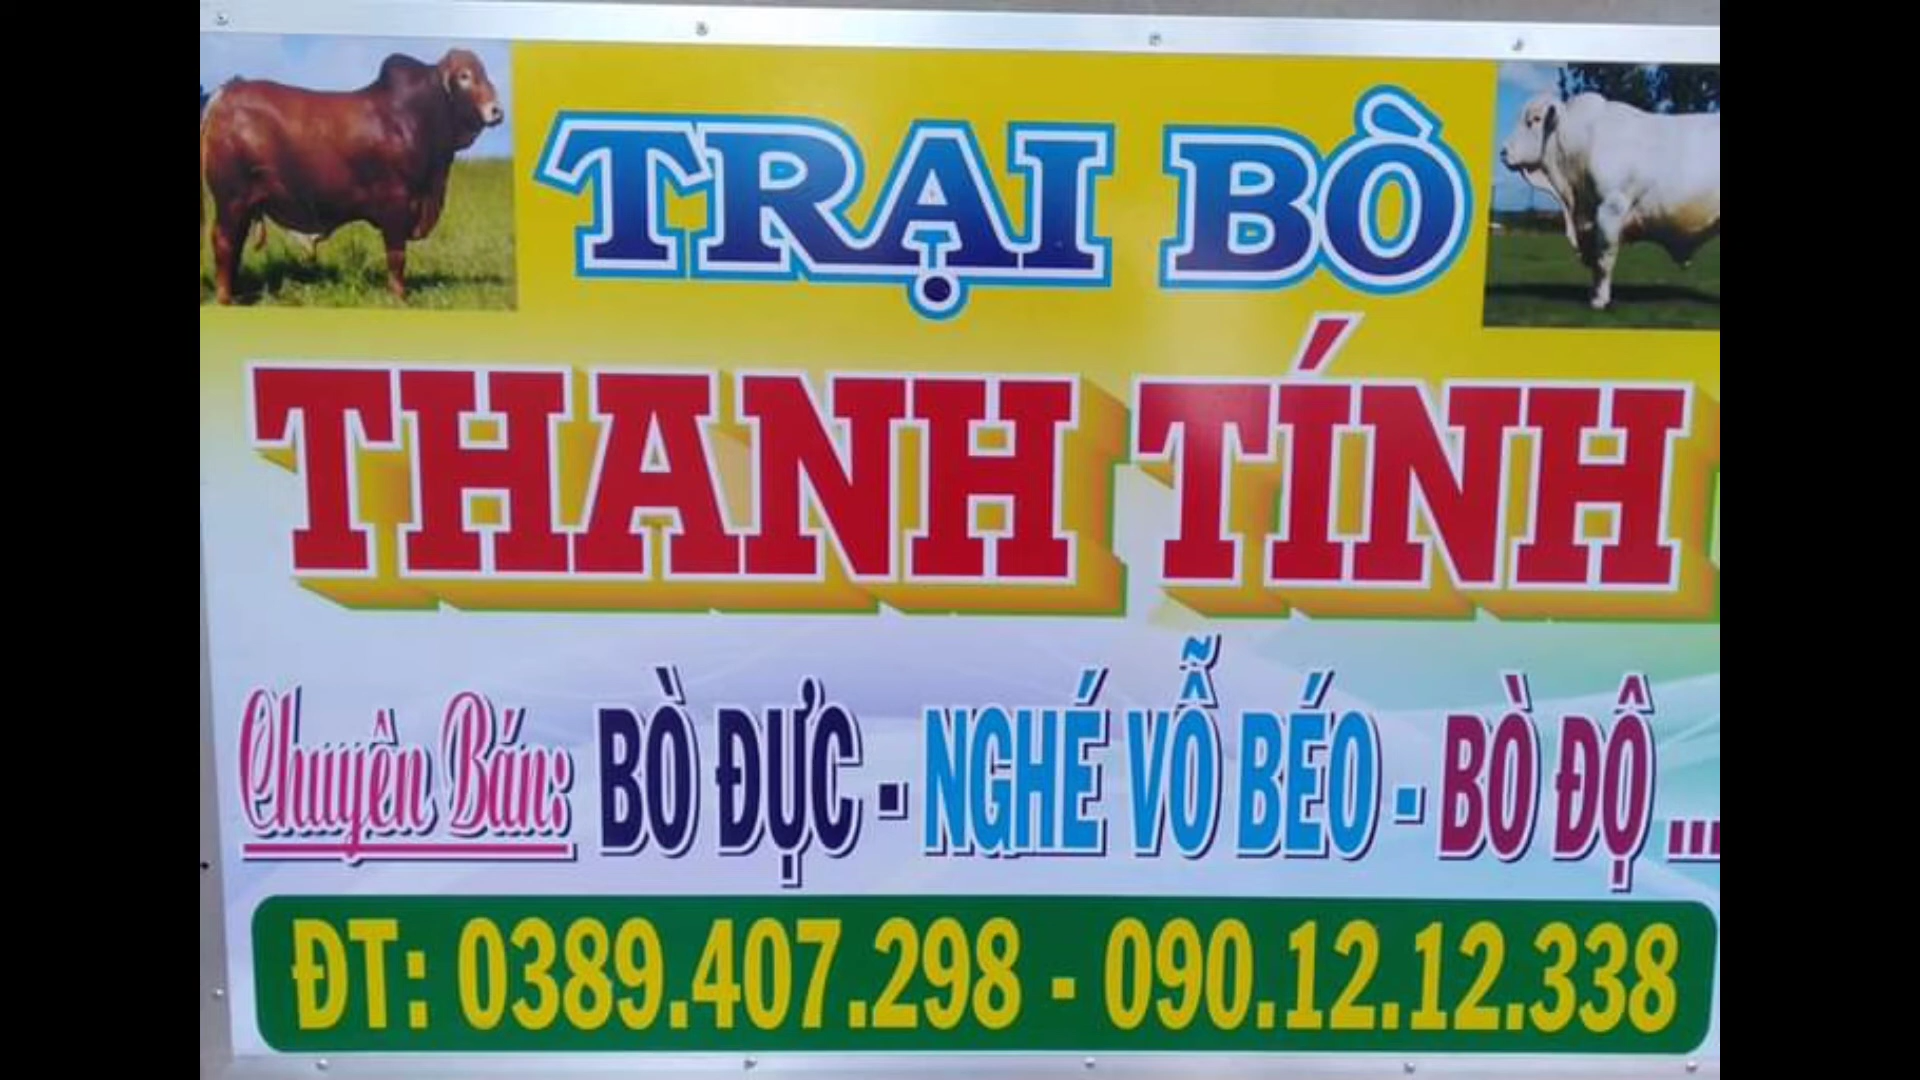 TRẠI BÒ
THANH TÍNH
Chuyên Bán: BÒ ĐỰC - NGHÉ VỖ BÉO - BÒ ĐỘ ...
ĐT: 0389.407.298 - 090.12.12.338